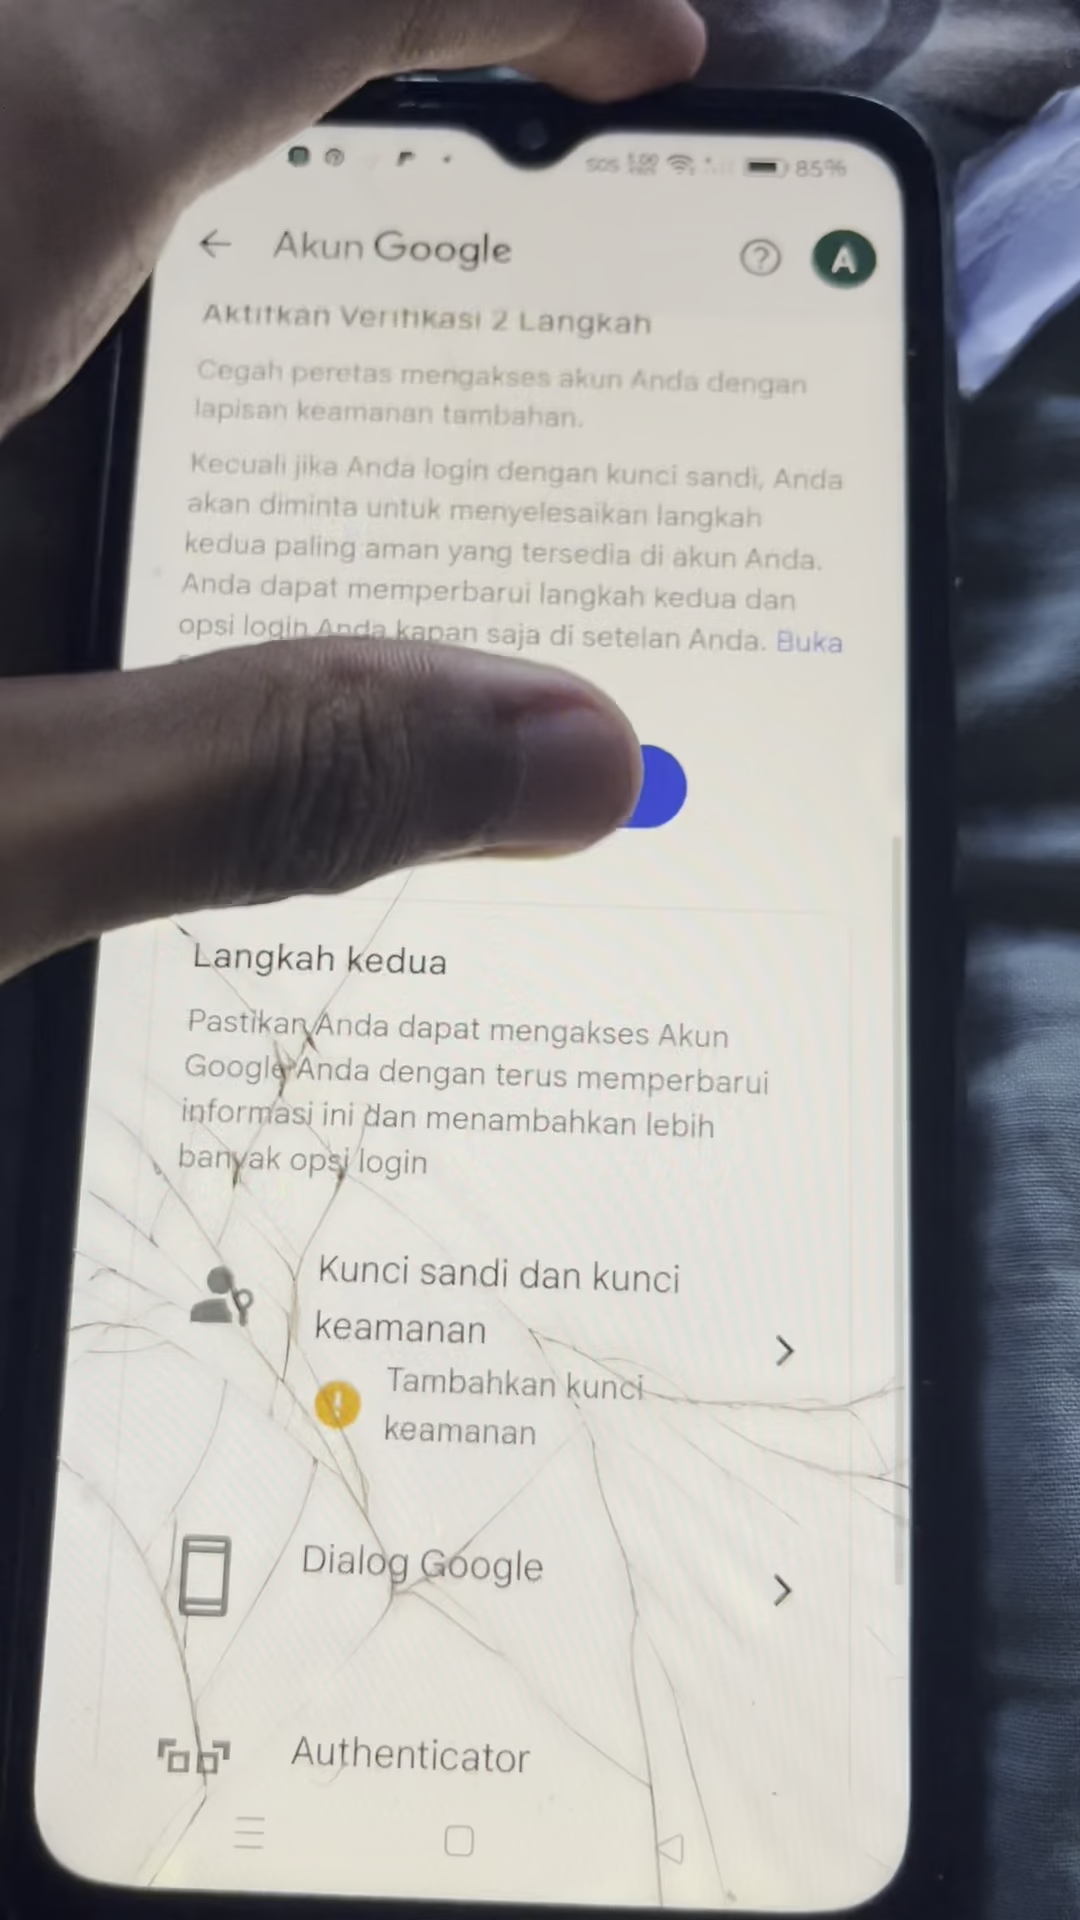 SOS 85%
Akun Google
A
Aktifkan Verifikasi 2 Langkah
Cegah peretas mengakses akun Anda dengan
lapisan keamanan tambahan.
Kecuali jika Anda login dengan kunci sandi, Anda
akan diminta untuk menyelesaikan langkah
kedua paling aman yang tersedia di akun Anda.
Anda dapat memperbarui langkah kedua dan
opsi login Anda kapan saja di setelan Anda. Buka
Langkah kedua
Pastikan Anda dapat mengakses Akun
Google Anda dengan terus memperbarui
informasi ini dan menambahkan lebih
banyak opsi login
Kunci sandi dan kunci
keamanan
Tambahkan kunci
keamanan
Dialog Google
Authenticator